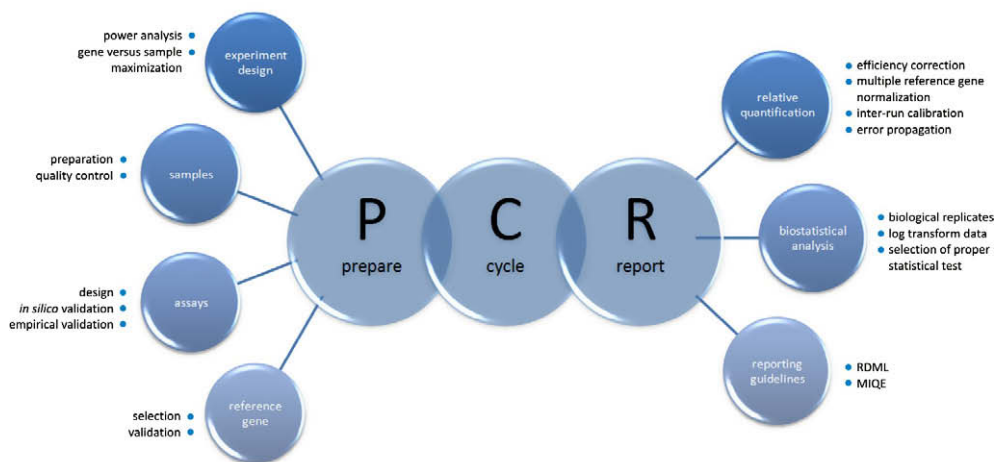 power analysis
gene versus sample
maximization
experiment
design
preparation
quality control
samples
design
in silico validation
empirical validation
assays
selection
validation
reference
gene
P
prepare
C
cycle
R
report
relative
quantification
efficiency correction
multiple reference gene
normalization
inter-run calibration
error propagation
biostatistical
analysis
biological replicates
log transform data
selection of proper
statistical test
reporting
guidelines
RDML
MIQE